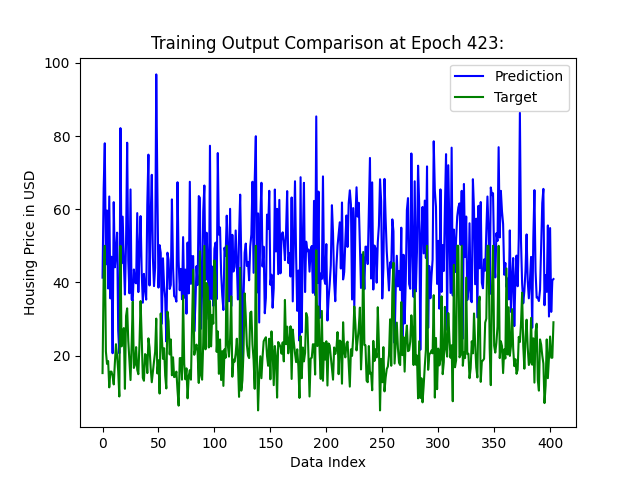 Training Output Comparison at Epoch 423:
Prediction
Target
Housing Price in USD
100
80
60
40
20
0 50 100 150 200 250 300 350 400
Data Index